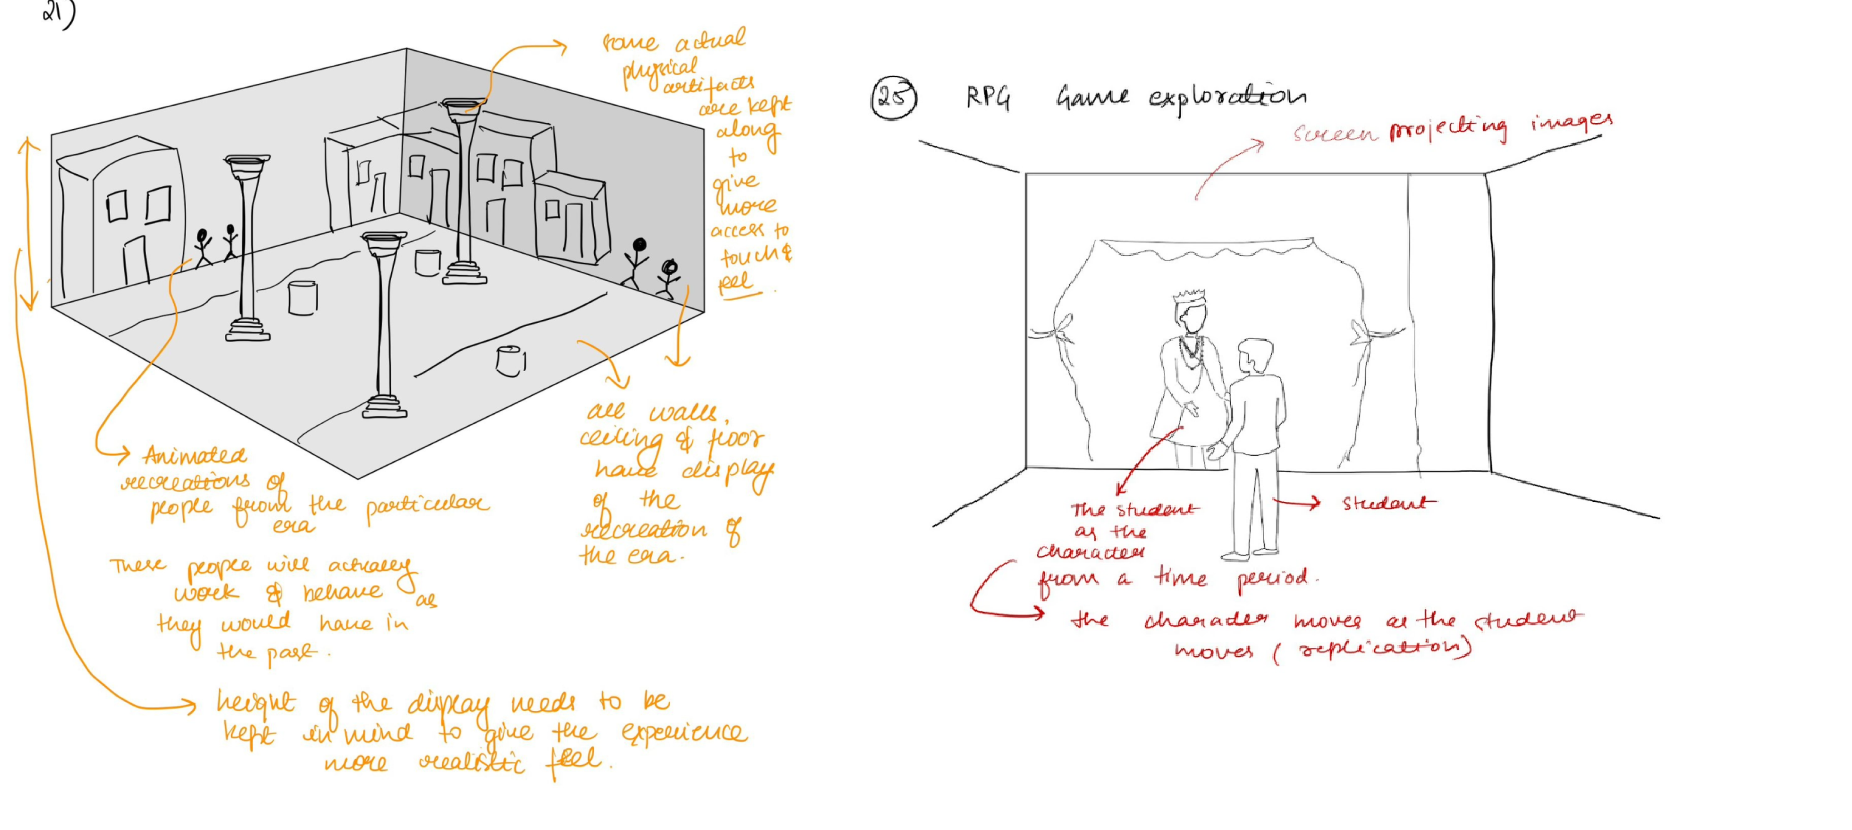 21)
some actual
physical
artifacts
are kept
along
to
give
more
access to
touch &
feel.
Animated
recreations of
people from the particular
era
These people will actually
work & behave as
they would have in
the past.
all walls,
ceiling & floor
have display
of the
recreation of
the era.
height of the display needs to be
kept in mind to give the experience
more realistic feel.
25 RPG Game exploration
screen projecting images
The student
as the
character
from a time period.
student
the character moves as the student
moves (replication)